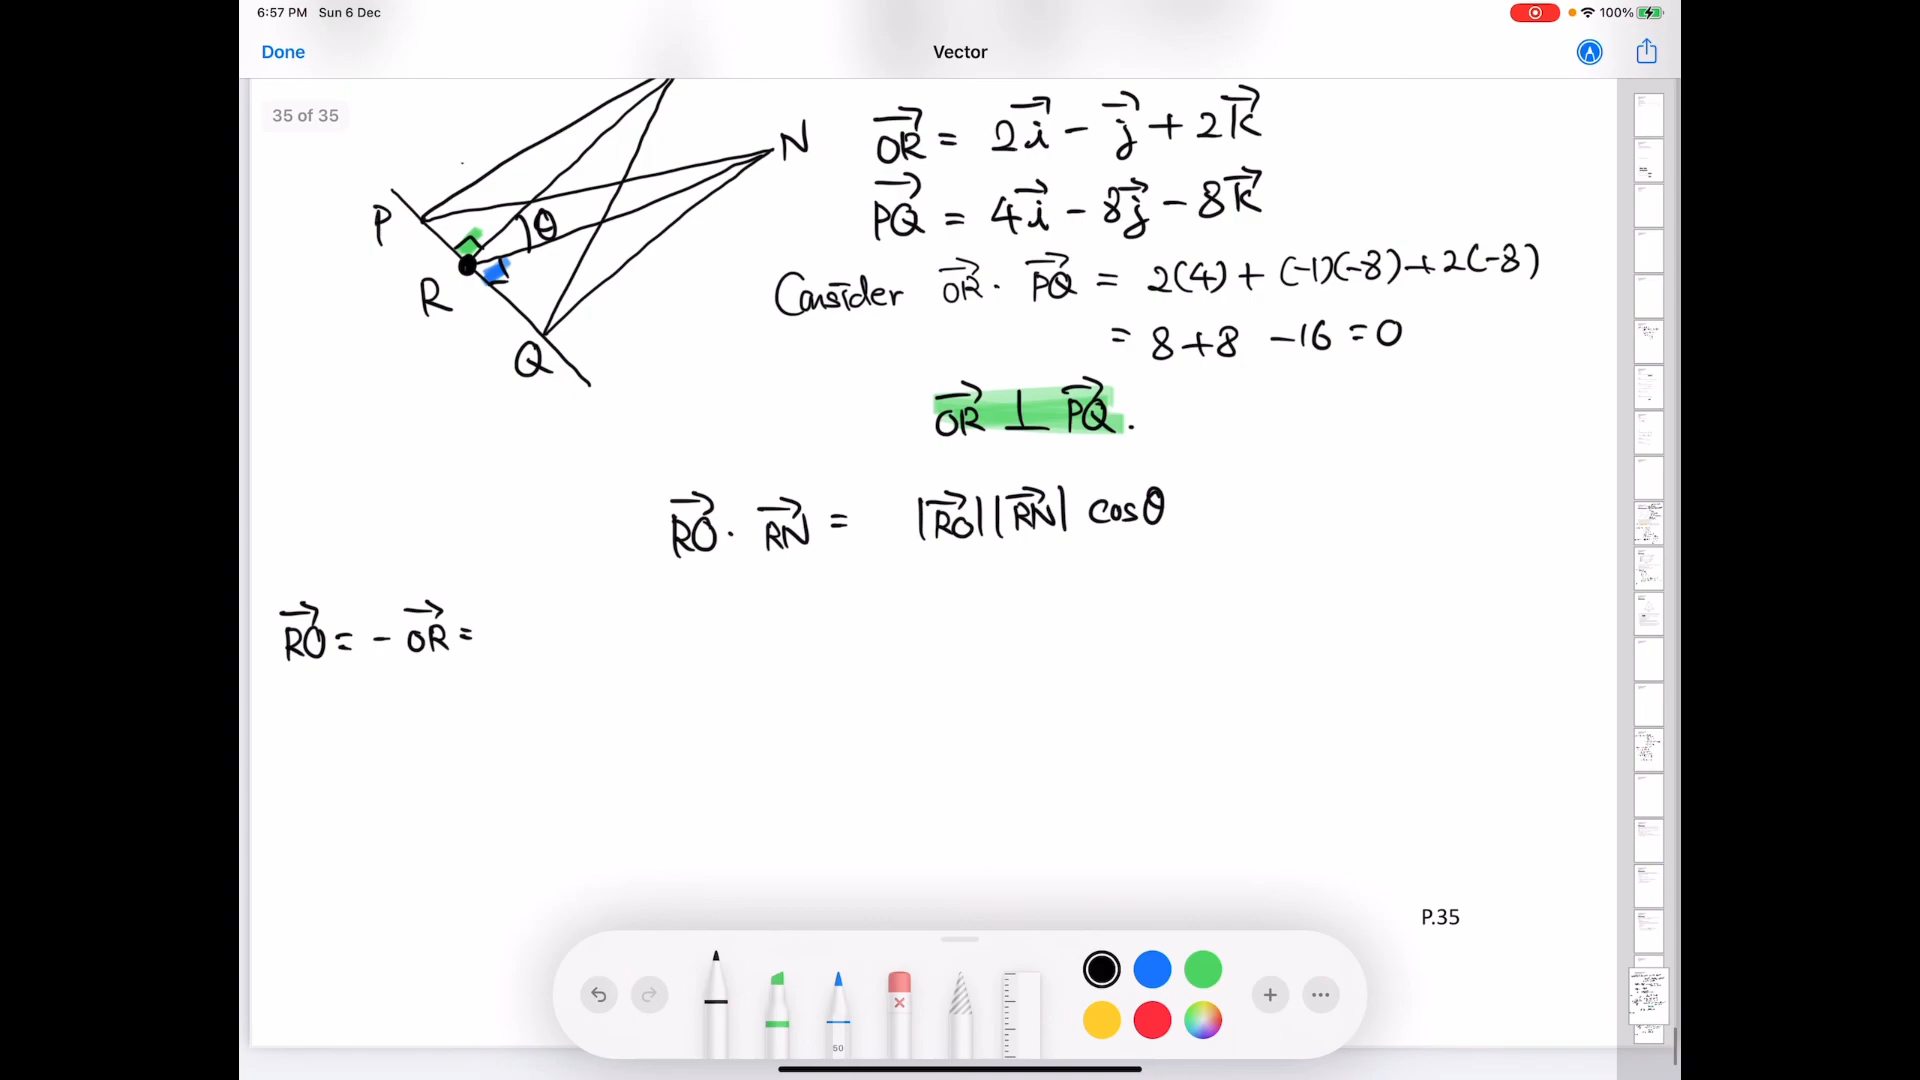 6:57 PM Sun 6 Dec
100%
Done
Vector
35 of 35
N
P
θ
R
Q
OR⃗ = 2i⃗ − j⃗ + 2k⃗
PQ⃗ = 4i⃗ − 8j⃗ − 8k⃗
Consider OR⃗ · PQ⃗ = 2(4) + (−1)(−8) + 2(−8)
= 8+8 −16 = 0
OR⃗ ⊥ PQ⃗.
RO⃗ · RN⃗ = |RO⃗||RN⃗| cosθ
RO⃗ = − OR⃗ =
P.35
50